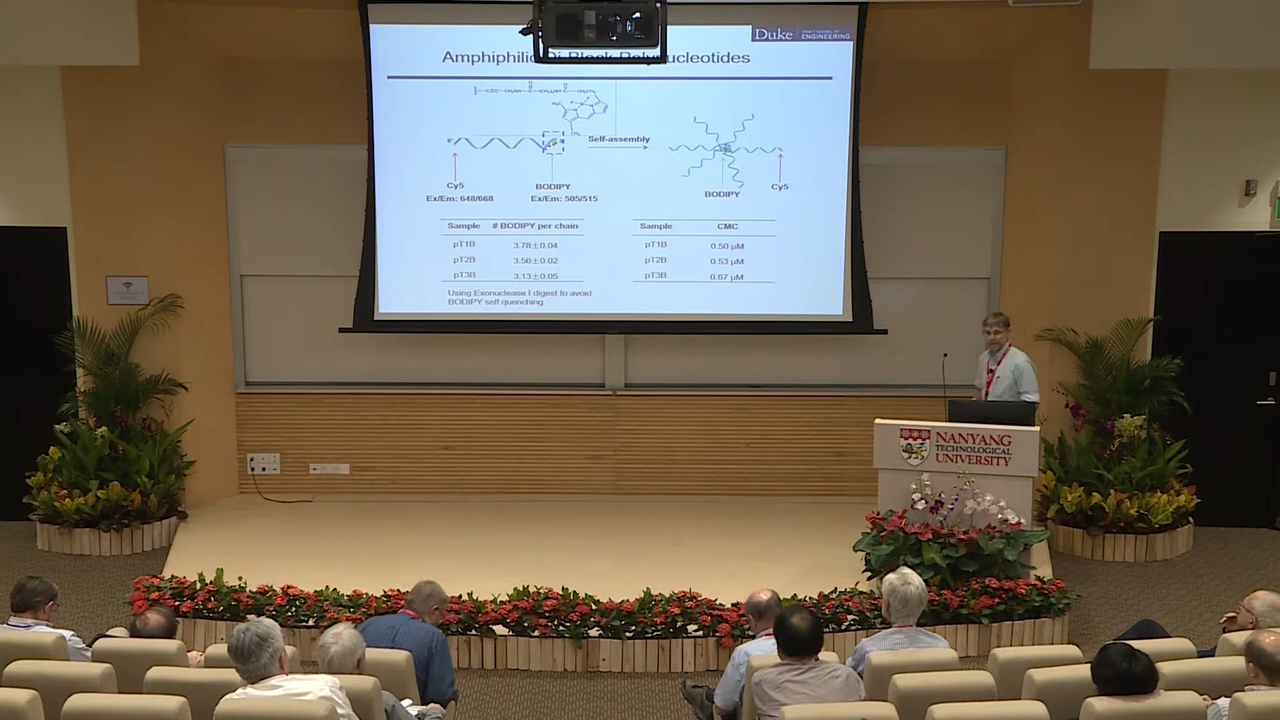 Duke
ENGINEERING
Amphiphilic Di-Block Polynucleotides
Self-assembly
Cy5
BODIPY
Ex/Em: 648/668
Ex/Em: 505/515
BODIPY
Cy5
Sample # BODIPY per chain
pT1B 3.78±0.04
pT2B 3.56±0.02
pT3B 3.13±0.05
Sample CMC
pT1B 0.50 μM
pT2B 0.53 μM
pT3B 0.67 μM
Using Exonuclease I digest to avoid
BODIPY self quenching
NANYANG
TECHNOLOGICAL
UNIVERSITY